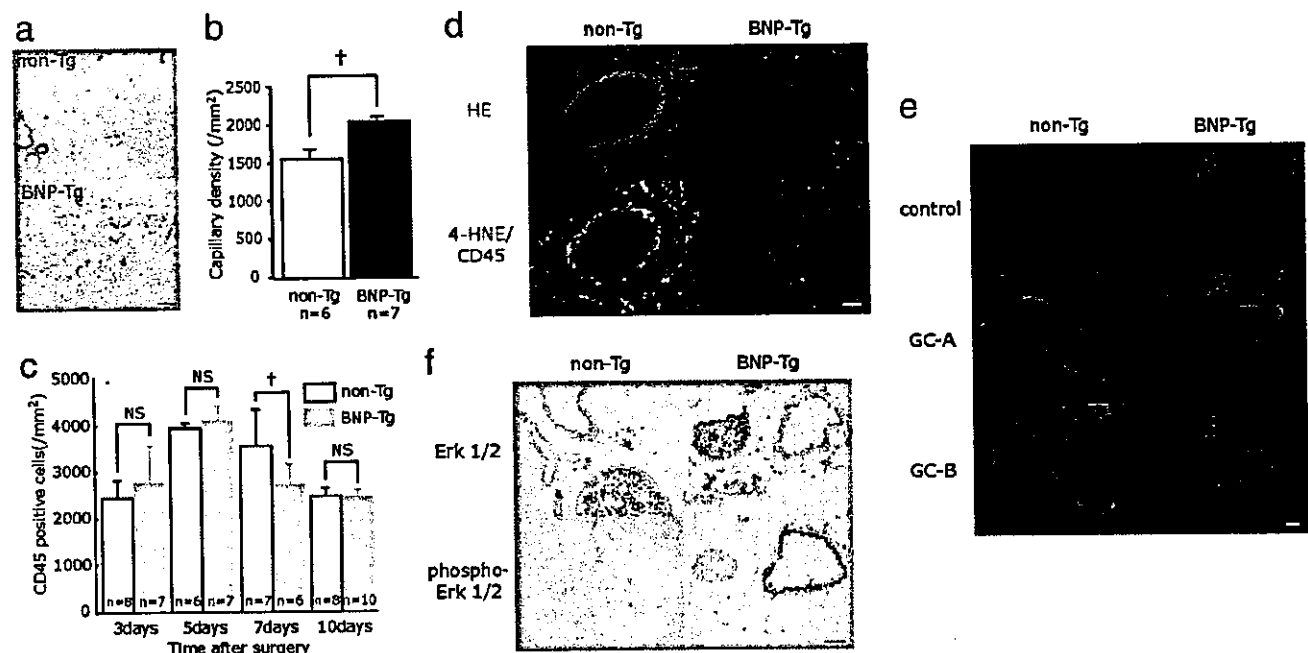 a
non-Tg
BNP-Tg
b
†
Capillary density (/mm²)
2500
2000
1500
1000
500
0
non-Tg
n=6
BNP-Tg
n=7
c
CD45 positive cells(/mm²)
5000
4000
3000
2000
1000
0
NS
NS
†
NS
non-Tg
BNP-Tg
n=8
n=7
n=6
n=7
n=7
n=6
n=8
n=10
3days
5days
7days
10days
Time after surgery
d
non-Tg
BNP-Tg
HE
4-HNE/
CD45
e
non-Tg
BNP-Tg
control
GC-A
GC-B
f
non-Tg
BNP-Tg
Erk 1/2
phospho-
Erk 1/2